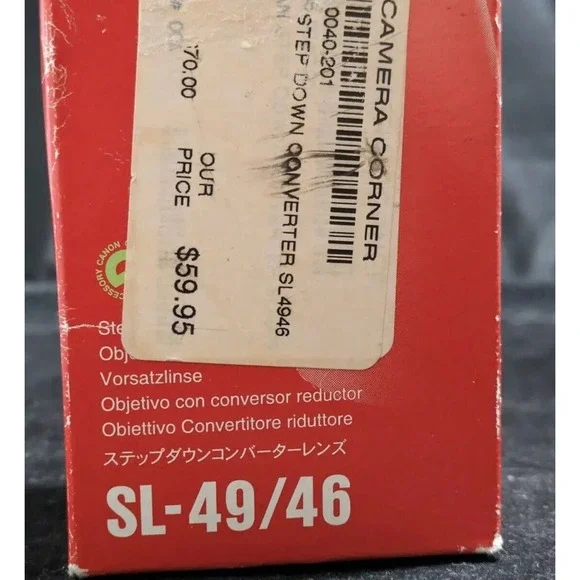 CAMERA CORNER
0040-201
STEP DOWN CONVERTER SL4946
70.00
OUR
PRICE
$59.95
CANON
Vorsatzlinse
Objetivo con conversor reductor
Obiettivo Convertitore riduttore
ステップダウンコンバーターレンズ
SL-49/46